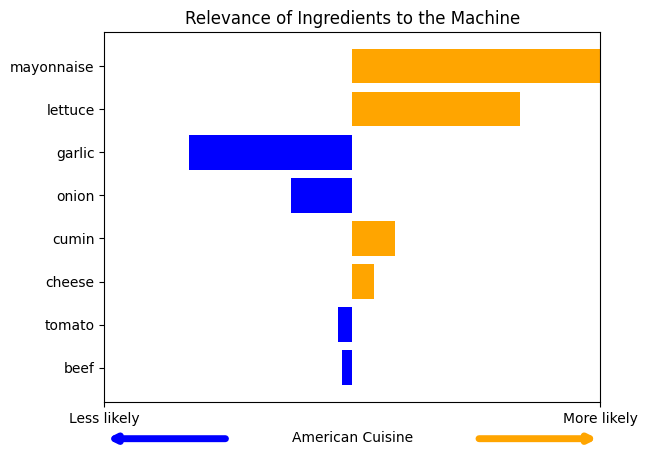 Relevance of Ingredients to the Machine
mayonnaise
lettuce
garlic
onion
cumin
cheese
tomato
beef
Less likely
More likely
American Cuisine